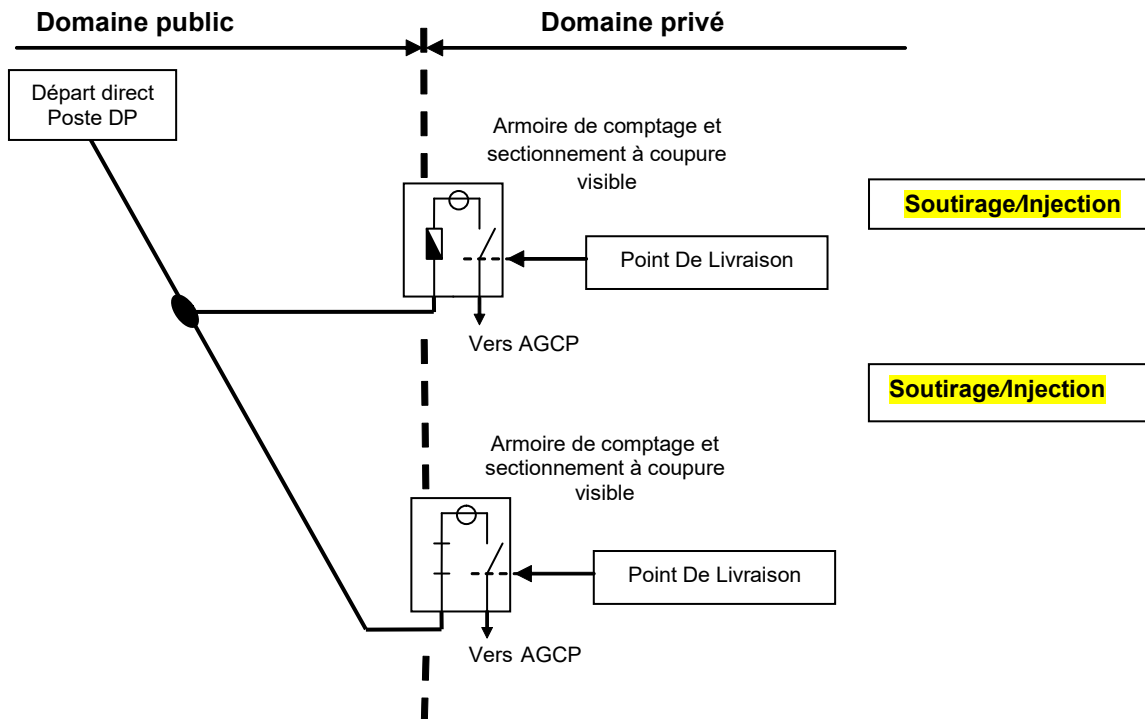 Domaine public
Domaine privé
Départ direct
Poste DP
Armoire de comptage et
sectionnement à coupure
visible
Soutirage/Injection
Point De Livraison
Vers AGCP
Soutirage/Injection
Armoire de comptage et
sectionnement à coupure
visible
Point De Livraison
Vers AGCP